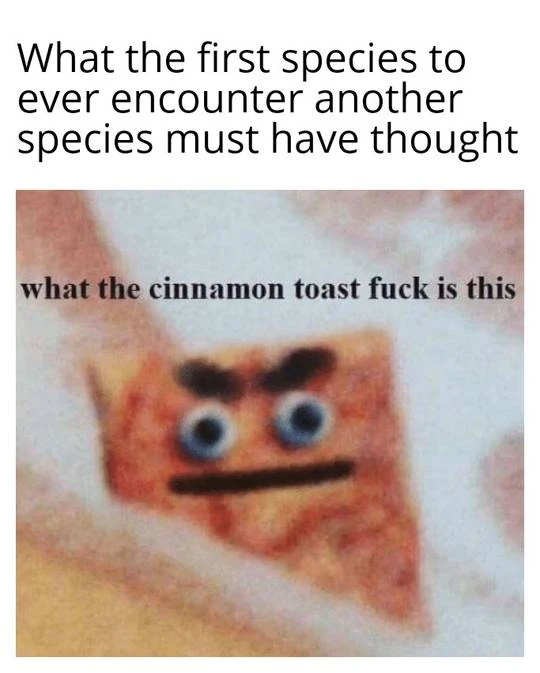 What the first species to
ever encounter another
species must have thought
what the cinnamon toast fuck is this